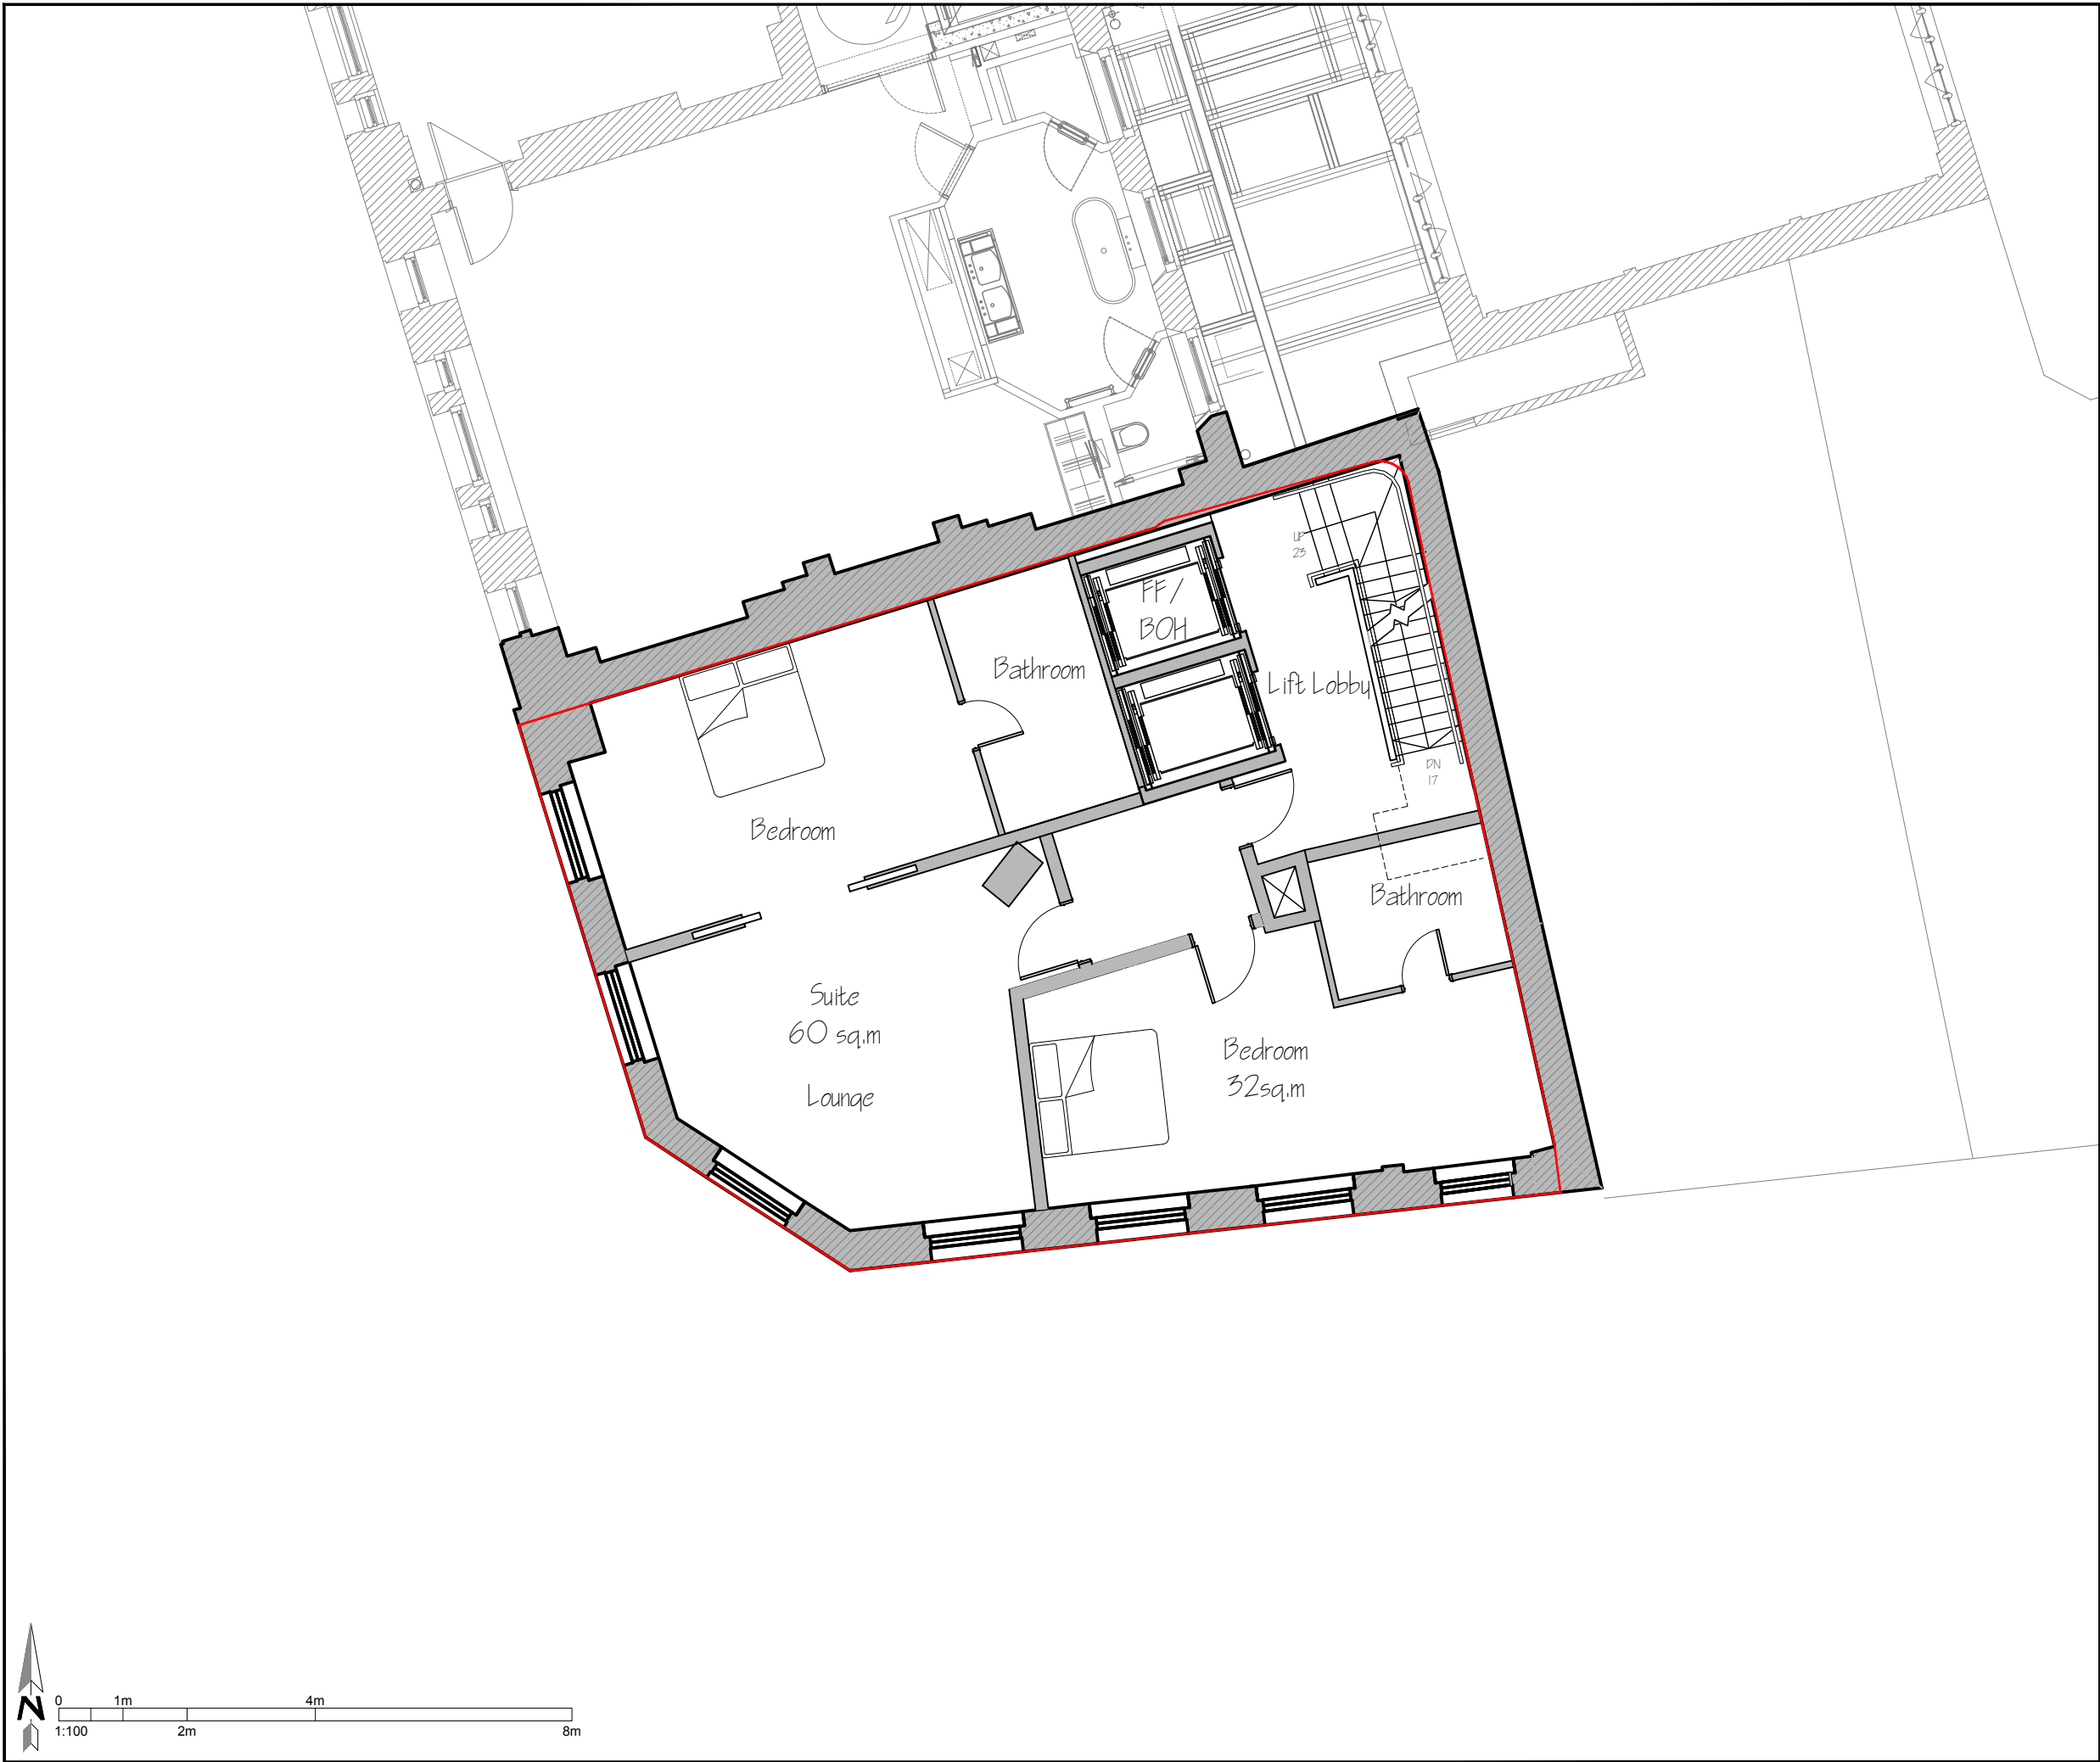 UP
23
FF/
BOH
Bathroom
Lift Lobby
DN
17
Bedroom
Bathroom
Suite
60 sq.m
Lounge
Bedroom
32sq.m
N
0 1m 4m
1:100 2m 8m